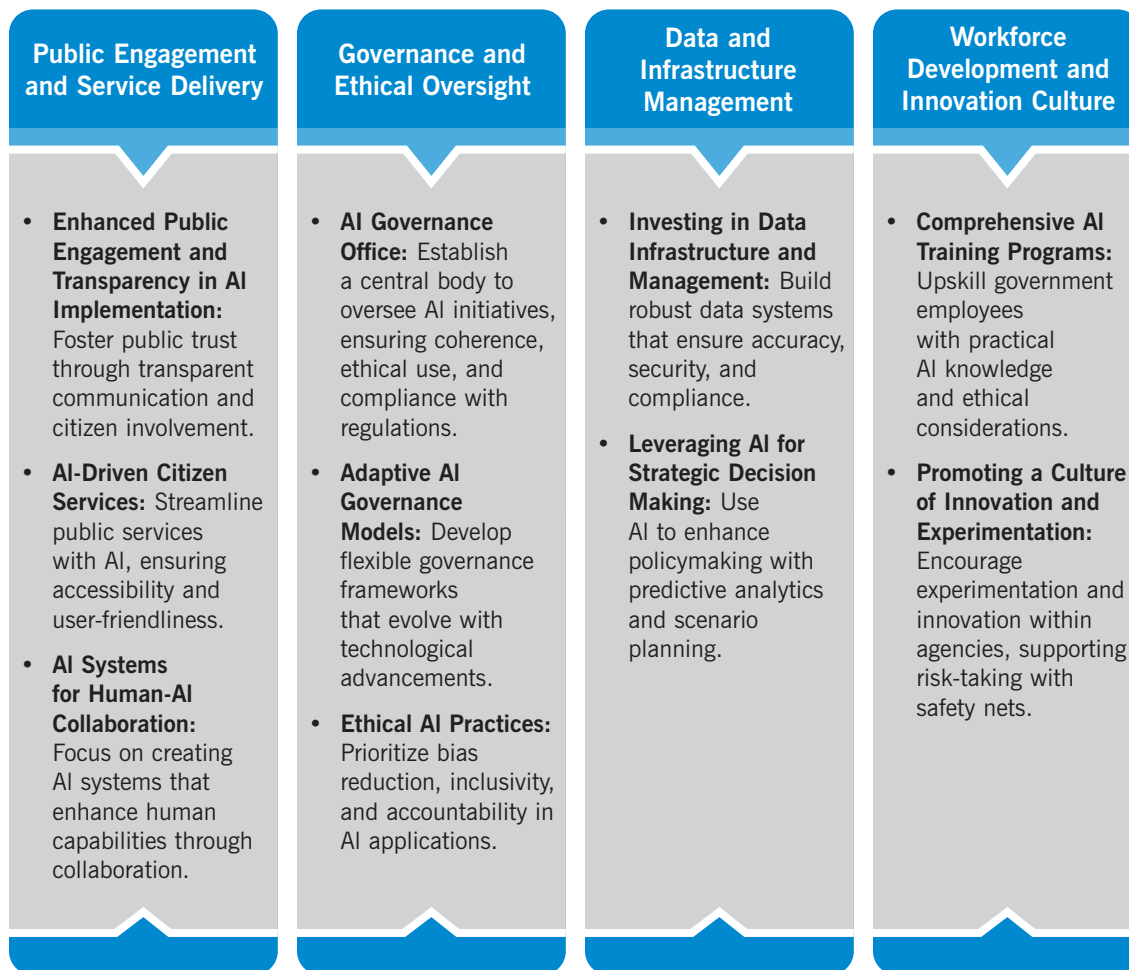 Public Engagement
and Service Delivery
• Enhanced Public
Engagement and
Transparency in AI
Implementation:
Foster public trust
through transparent
communication and
citizen involvement.
• AI-Driven Citizen
Services: Streamline
public services
with AI, ensuring
accessibility and
user-friendliness.
• AI Systems
for Human-AI
Collaboration:
Focus on creating
AI systems that
enhance human
capabilities through
collaboration.
Governance and
Ethical Oversight
• AI Governance
Office: Establish
a central body to
oversee AI initiatives,
ensuring coherence,
ethical use, and
compliance with
regulations.
• Adaptive AI
Governance
Models: Develop
flexible governance
frameworks
that evolve with
technological
advancements.
• Ethical AI Practices:
Prioritize bias
reduction, inclusivity,
and accountability in
AI applications.
Data and
Infrastructure
Management
• Investing in Data
Infrastructure and
Management: Build
robust data systems
that ensure accuracy,
security, and
compliance.
• Leveraging AI for
Strategic Decision
Making: Use
AI to enhance
policymaking with
predictive analytics
and scenario
planning.
Workforce
Development and
Innovation Culture
• Comprehensive AI
Training Programs:
Upskill government
employees
with practical
AI knowledge
and ethical
considerations.
• Promoting a Culture
of Innovation and
Experimentation:
Encourage
experimentation and
innovation within
agencies, supporting
risk-taking with
safety nets.